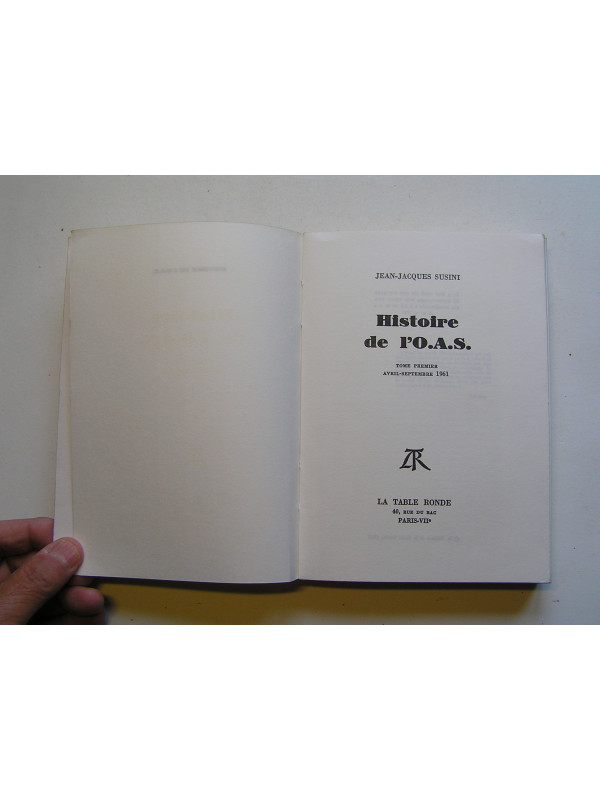 JEAN-JACQUES SUSINI
Histoire
de l'O.A.S.
TOME PREMIER
AVRIL-SEPTEMBRE 1961
TR
LA TABLE RONDE
40, RUE DU BAC
PARIS-VIIe